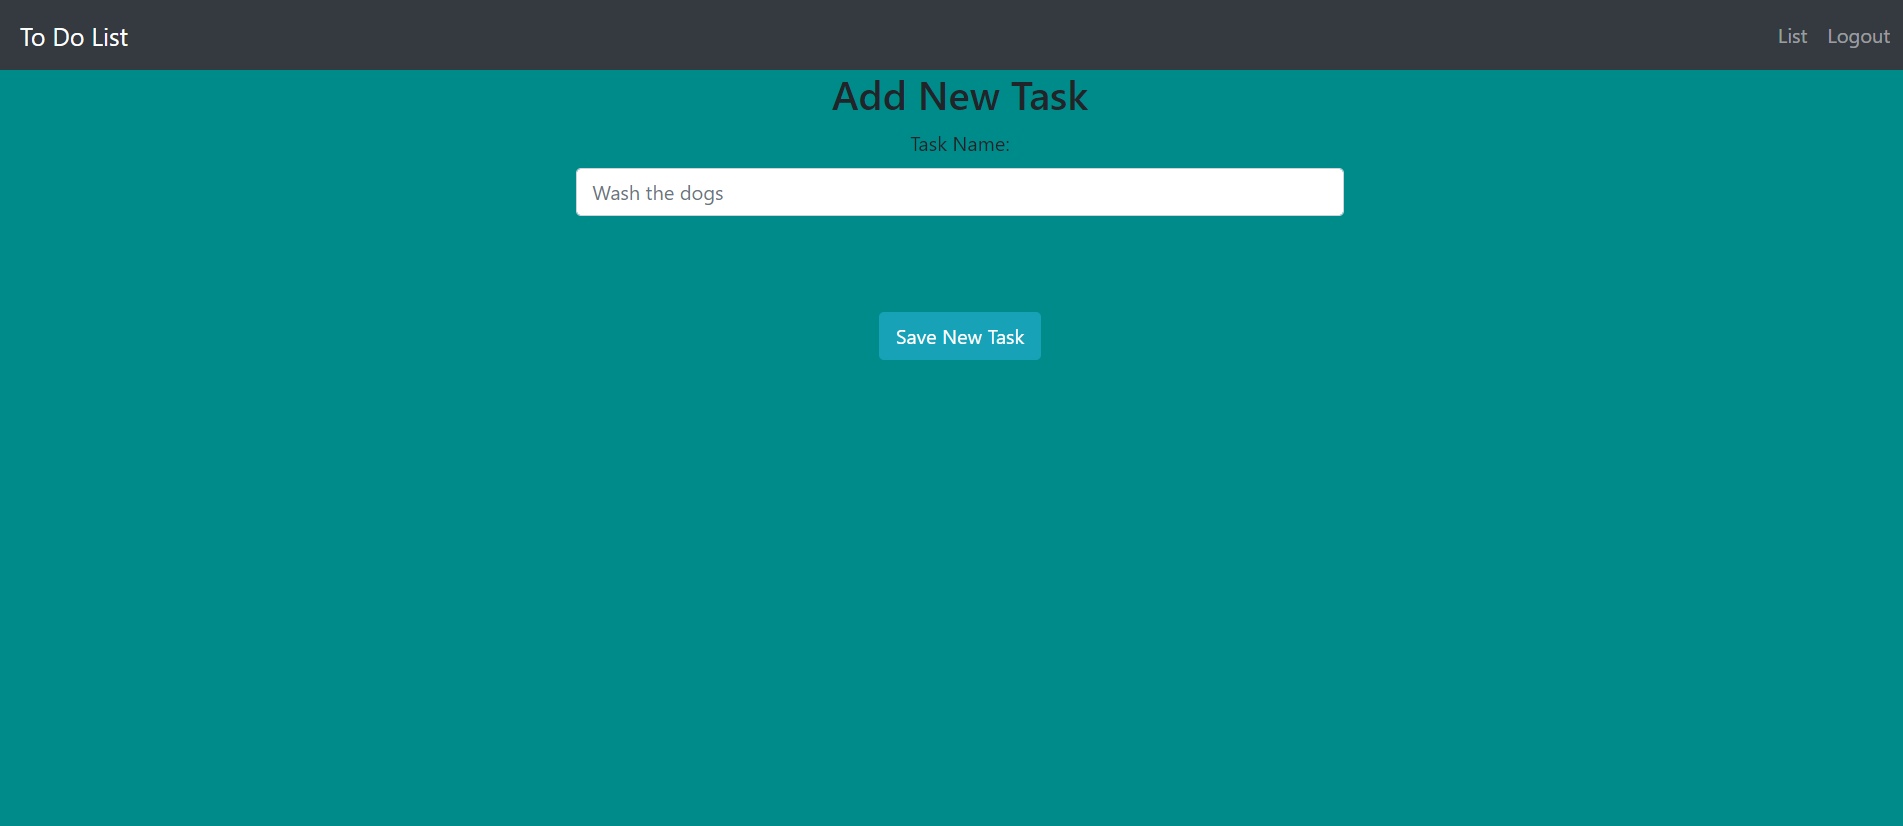 To Do List
List
Logout
Add New Task
Task Name:
Wash the dogs
Save New Task